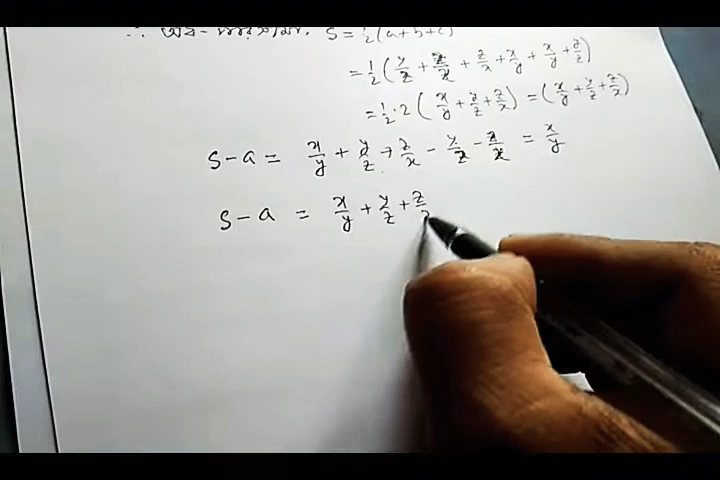 ∴ অর্ধ-পরিসীমা, S = 1/2 (a+b+c)
= 1/2 (y/z + z/x + z/x + x/y + x/y + y/z)
= 1/2 · 2 (x/y + y/z + z/x) = (x/y + y/z + z/x)
S-a = x/y + y/z + z/x - y/z - z/x = x/y
S-a = x/y + y/z + z/